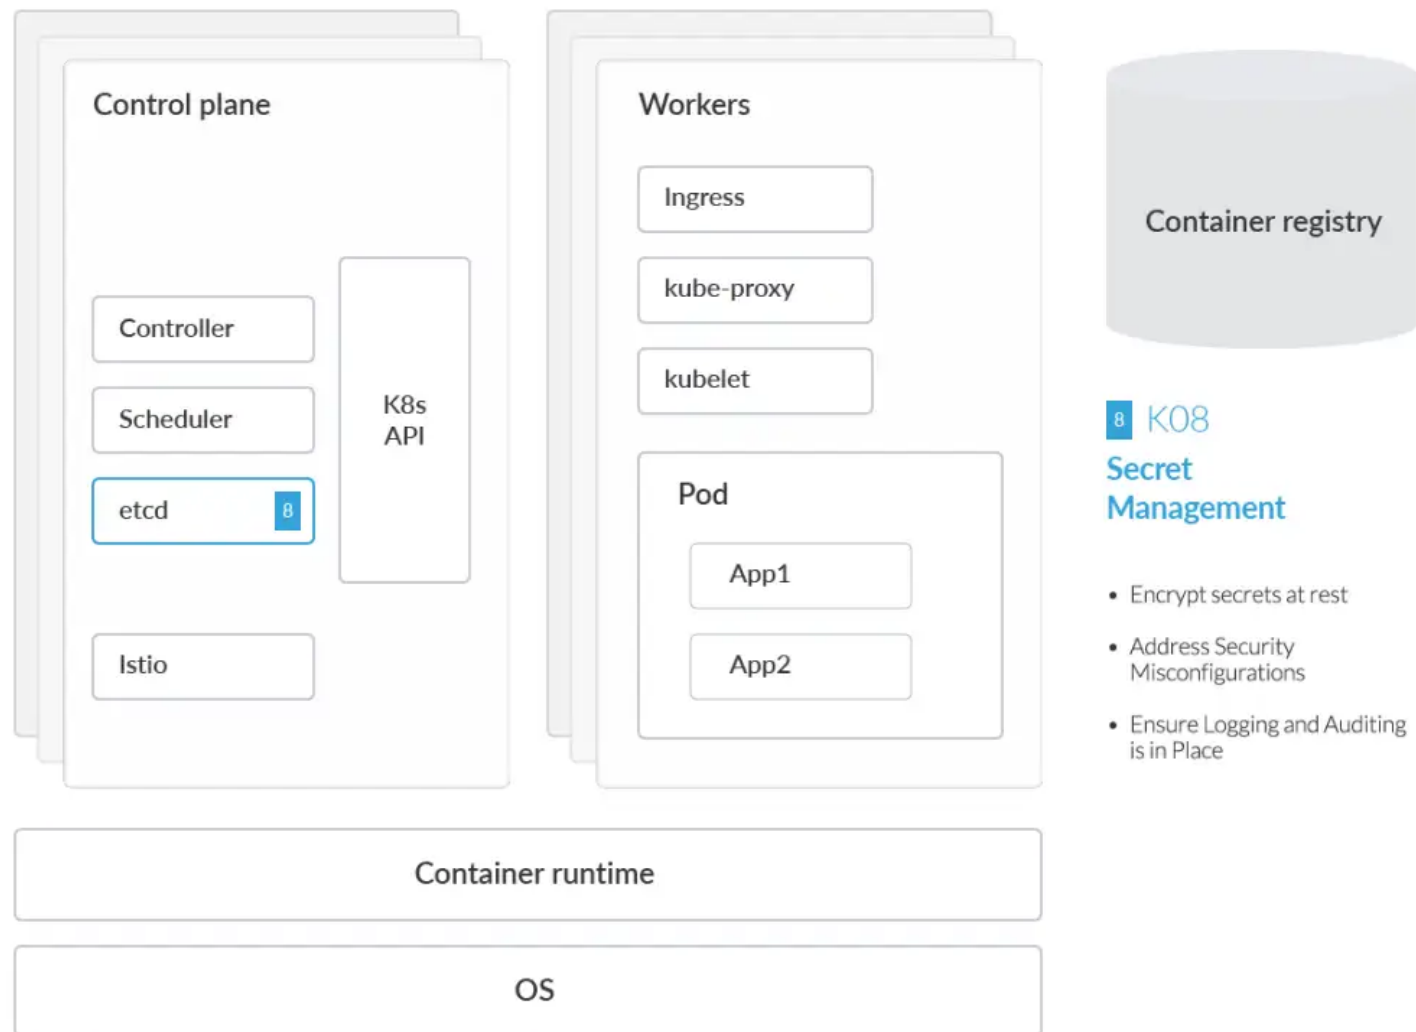 Control plane
Controller
Scheduler
etcd 8
K8s
API
Istio
Workers
Ingress
kube-proxy
kubelet
Pod
App1
App2
Container registry
8 K08
Secret
Management
• Encrypt secrets at rest
• Address Security
Misconfigurations
• Ensure Logging and Auditing
is in Place
Container runtime
OS